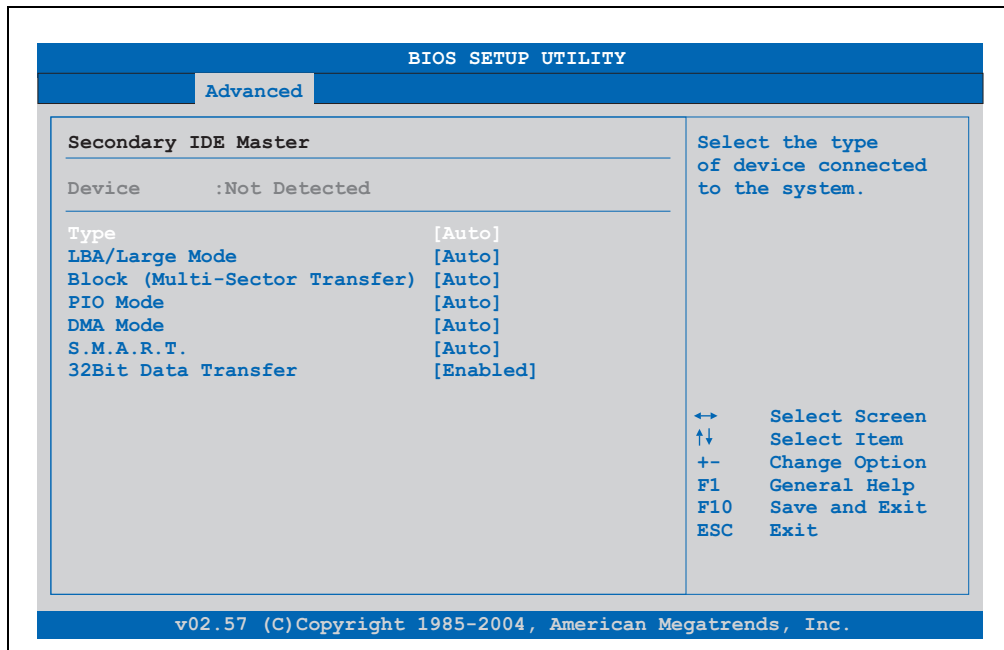 BIOS SETUP UTILITY
Advanced
Secondary IDE Master
Device :Not Detected
Type [Auto]
LBA/Large Mode [Auto]
Block (Multi-Sector Transfer) [Auto]
PIO Mode [Auto]
DMA Mode [Auto]
S.M.A.R.T. [Auto]
32Bit Data Transfer [Enabled]
Select the type
of device connected
to the system.
↔ Select Screen
↑↓ Select Item
+- Change Option
F1 General Help
F10 Save and Exit
ESC Exit
v02.57 (C)Copyright 1985-2004, American Megatrends, Inc.